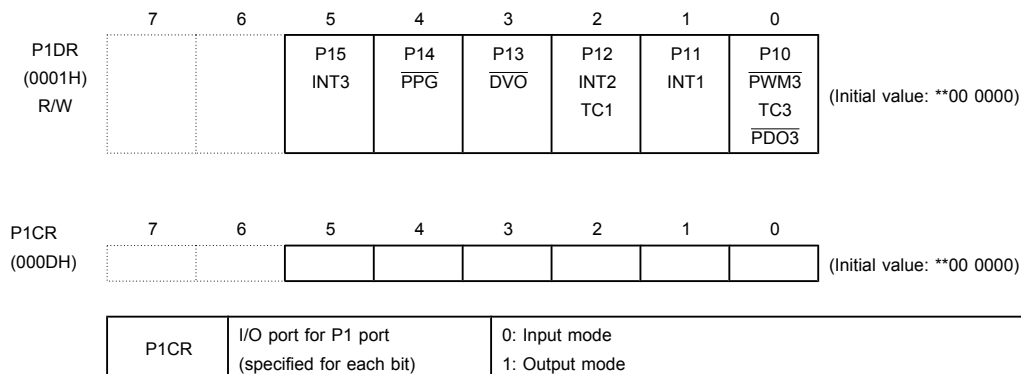 7 6 5 4 3 2 1 0
P1DR
(0001H)
R/W
P15
INT3
P14
PPG
P13
DVO
P12
INT2
TC1
P11
INT1
P10
PWM3
TC3
PDO3
(Initial value: **00 0000)
P1CR
(000DH)
7 6 5 4 3 2 1 0
(Initial value: **00 0000)
P1CR
I/O port for P1 port
(specified for each bit)
0: Input mode
1: Output mode